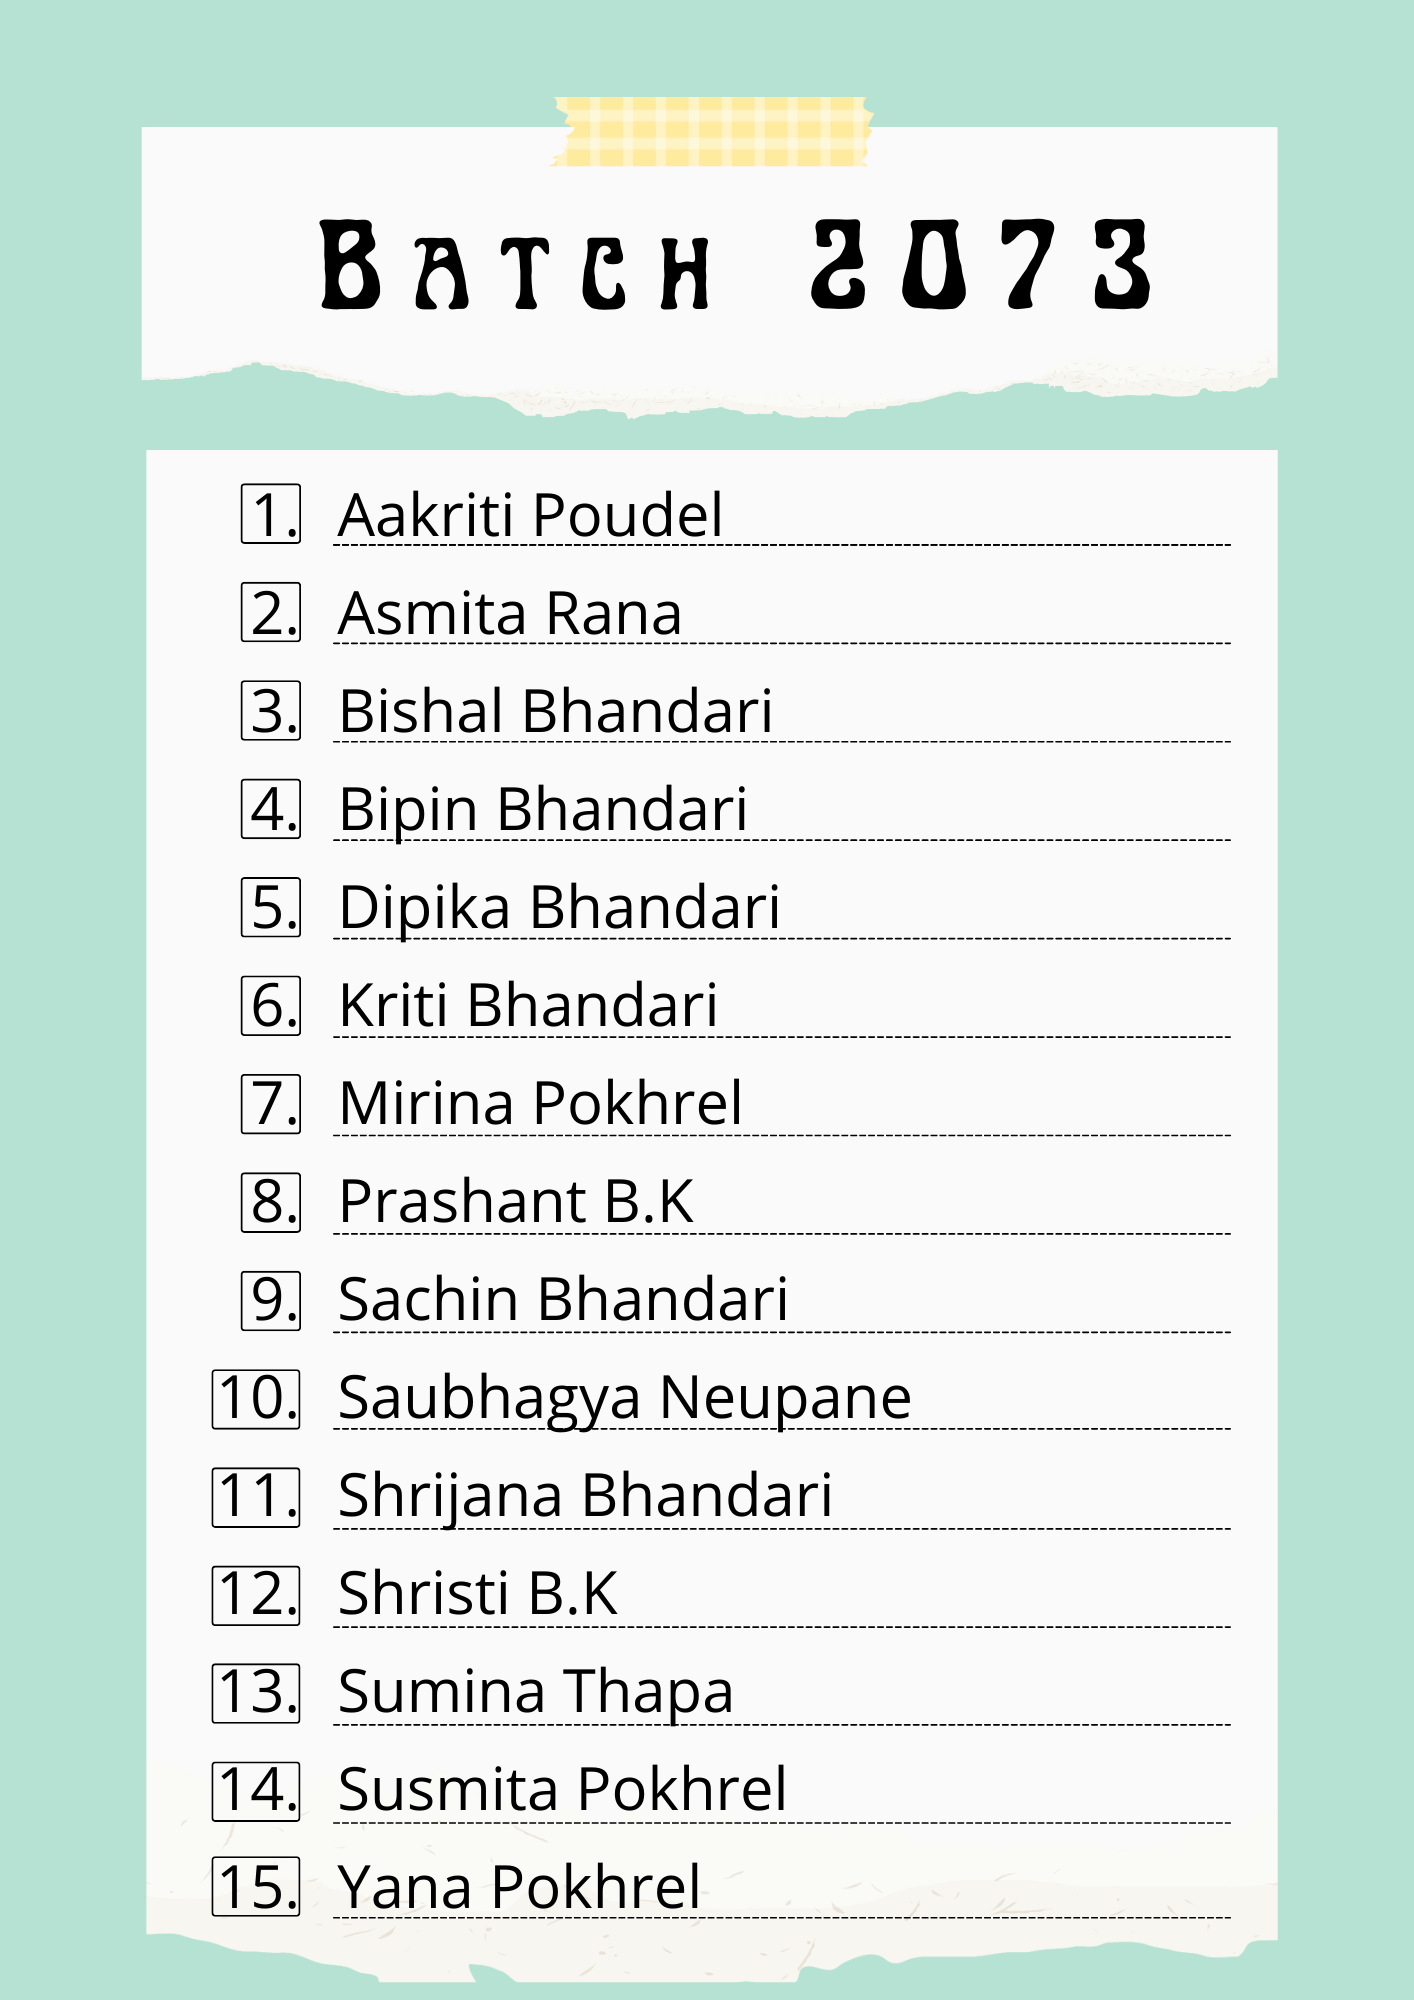 Batch 2073
1. Aakriti Poudel
2. Asmita Rana
3. Bishal Bhandari
4. Bipin Bhandari
5. Dipika Bhandari
6. Kriti Bhandari
7. Mirina Pokhrel
8. Prashant B.K
9. Sachin Bhandari
10. Saubhagya Neupane
11. Shrijana Bhandari
12. Shristi B.K
13. Sumina Thapa
14. Susmita Pokhrel
15. Yana Pokhrel